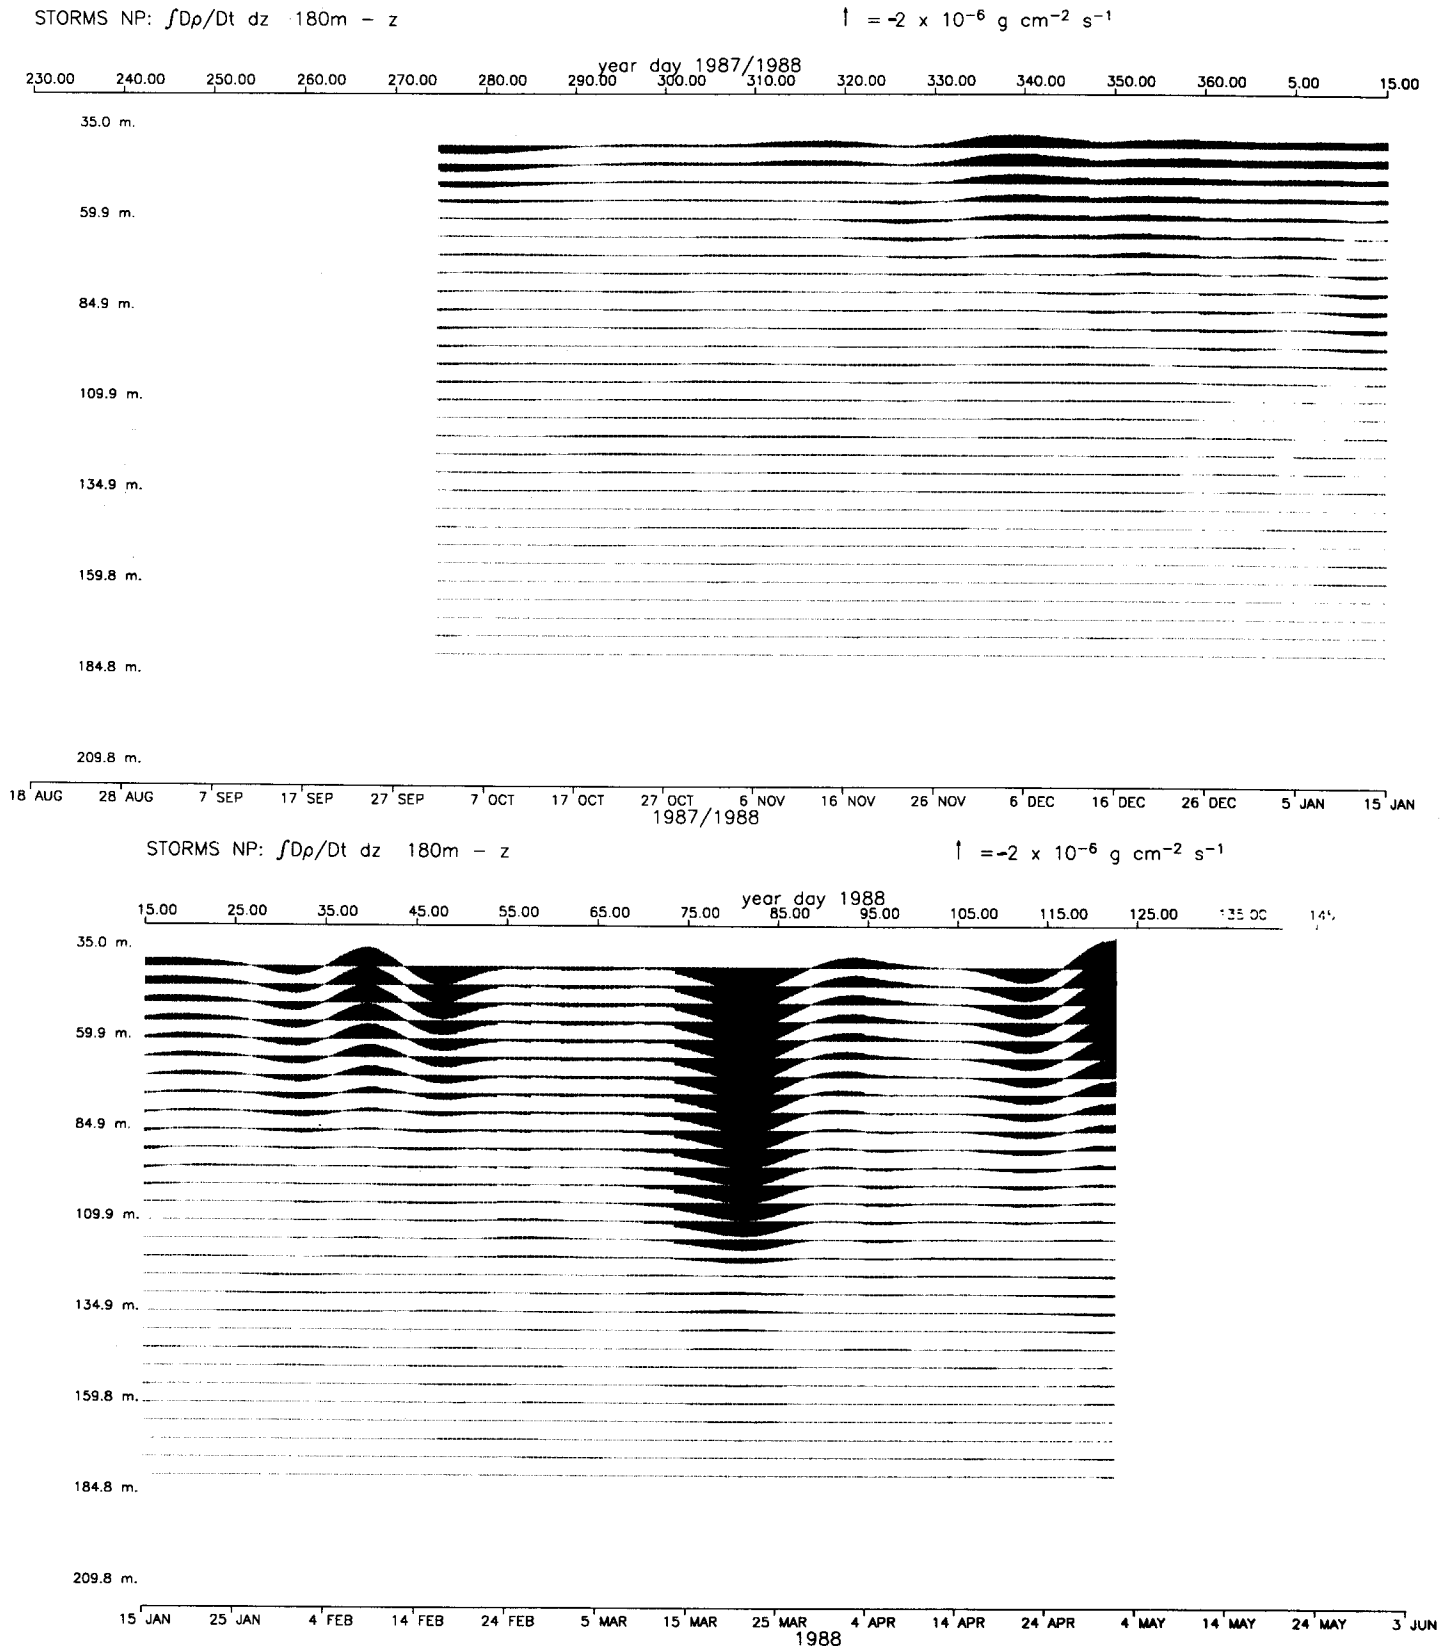 STORMS NP: ∫Dρ/Dt dz 180m – z ↑ = -2 x 10⁻⁶ g cm⁻² s⁻¹
year day 1987/1988
230.00 240.00 250.00 260.00 270.00 280.00 290.00 300.00 310.00 320.00 330.00 340.00 350.00 360.00 5.00 15.00
35.0 m.
59.9 m.
84.9 m.
109.9 m.
134.9 m.
159.8 m.
184.8 m.
209.8 m.
18 AUG 28 AUG 7 SEP 17 SEP 27 SEP 7 OCT 17 OCT 27 OCT 6 NOV 16 NOV 26 NOV 6 DEC 16 DEC 26 DEC 5 JAN 15 JAN
1987/1988
STORMS NP: ∫Dρ/Dt dz 180m – z ↑ = -2 x 10⁻⁶ g cm⁻² s⁻¹
year day 1988
15.00 25.00 35.00 45.00 55.00 65.00 75.00 85.00 95.00 105.00 115.00 125.00 135.00
35.0 m.
59.9 m.
84.9 m.
109.9 m.
134.9 m.
159.8 m.
184.8 m.
209.8 m.
15 JAN 25 JAN 4 FEB 14 FEB 24 FEB 5 MAR 15 MAR 25 MAR 4 APR 14 APR 24 APR 4 MAY 14 MAY 24 MAY 3 JUN
1988